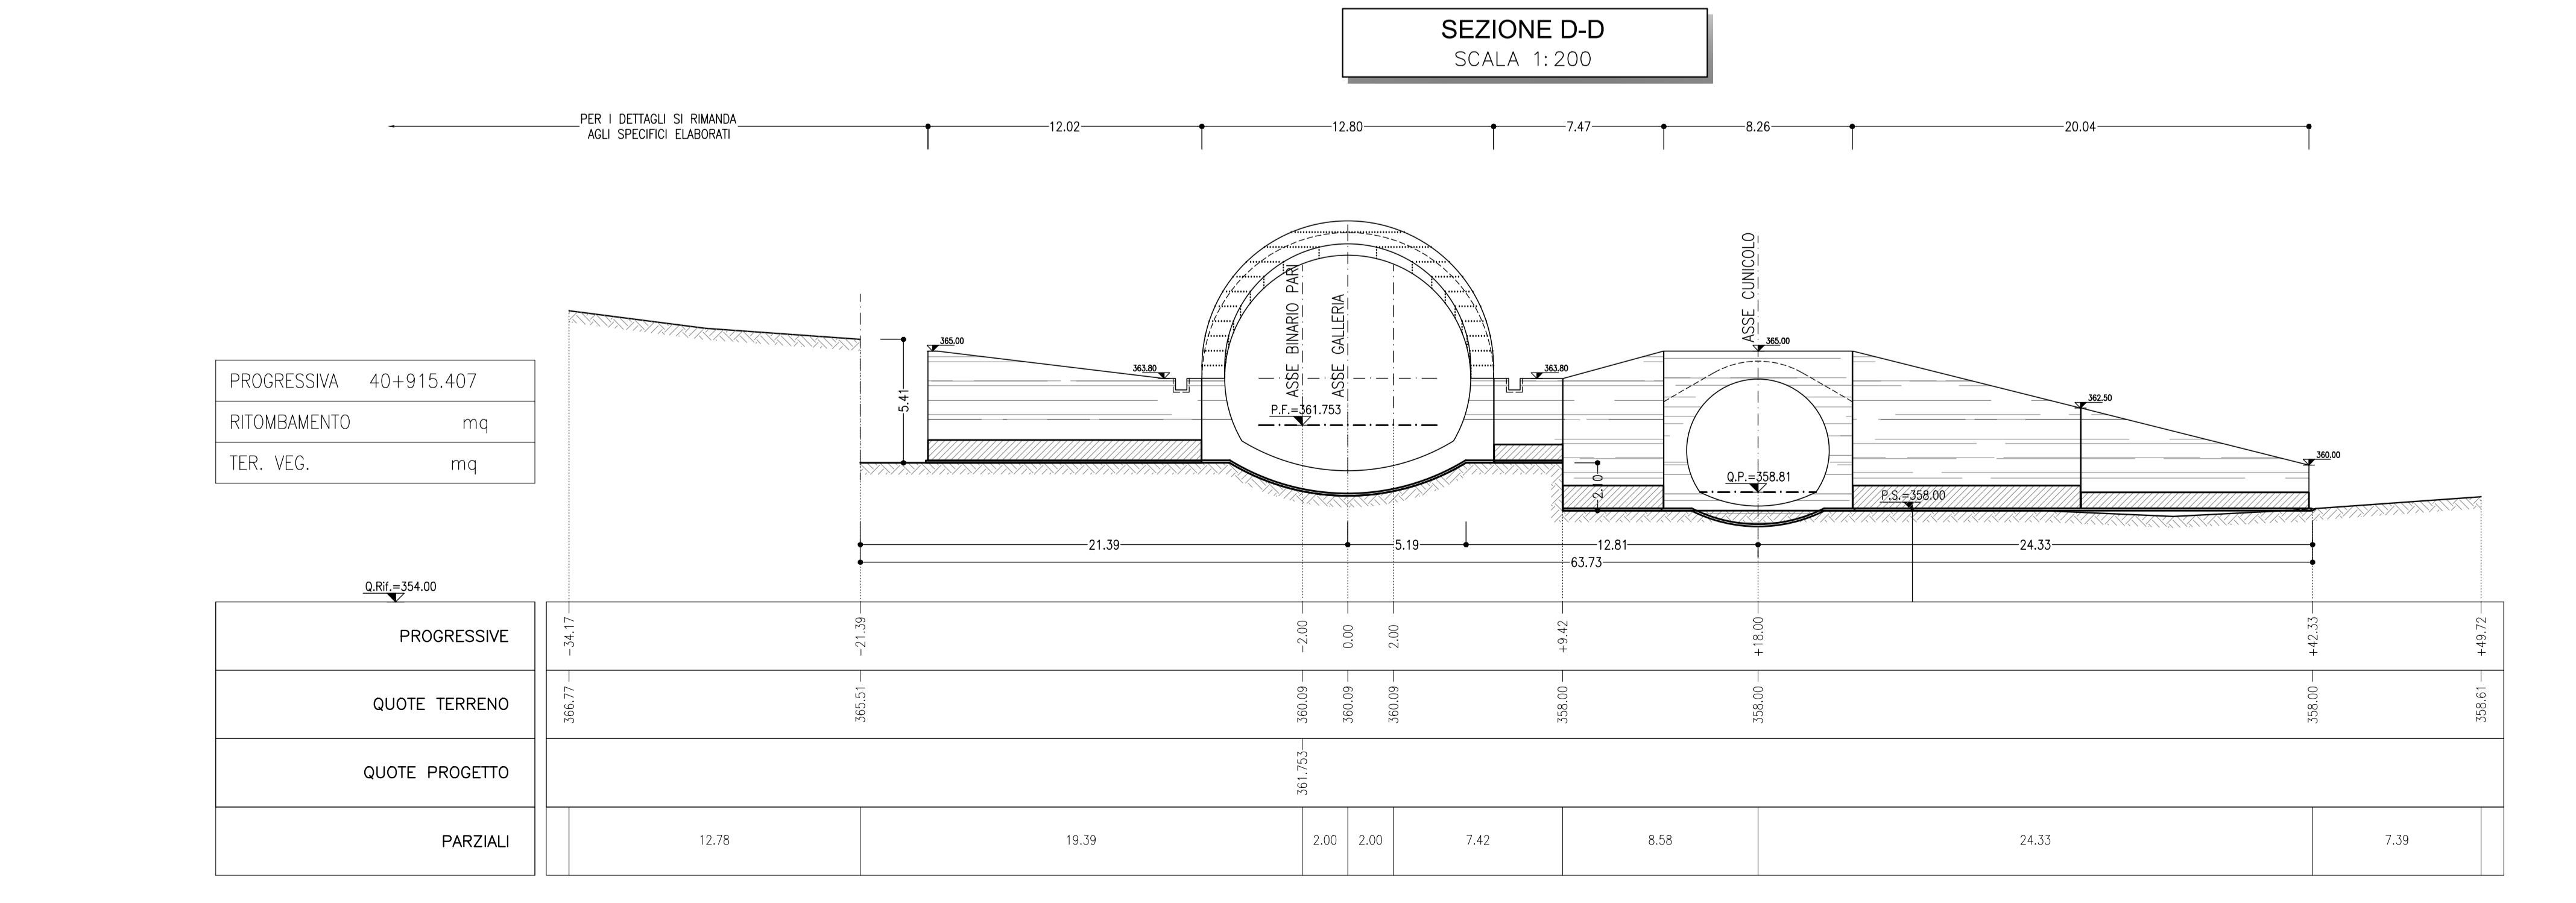 SEZIONE D-D
SCALA 1:200
PER I DETTAGLI SI RIMANDA
AGLI SPECIFICI ELABORATI
12.02
12.80
7.47
8.26
20.04
ASSE BINARIO PARI
ASSE GALLERIA
ASSE CUNICOLO
365.00
363.80
363.80
365.00
362.50
360.00
5.41
P.F.=361.753
2.10
Q.P.=358.81
P.S.=358.00
PROGRESSIVA 40+915.407
RITOMBAMENTO mq
TER. VEG. mq
21.39
5.19
12.81
24.33
63.73
Q.Rif.=354.00
PROGRESSIVE
-34.17
-21.39
-2.00
0.00
2.00
+9.42
+18.00
+42.33
+49.72
QUOTE TERRENO
366.77
365.51
360.09
360.09
360.09
358.00
358.00
358.00
358.61
QUOTE PROGETTO
361.753
PARZIALI
12.78
19.39
2.00
2.00
7.42
8.58
24.33
7.39